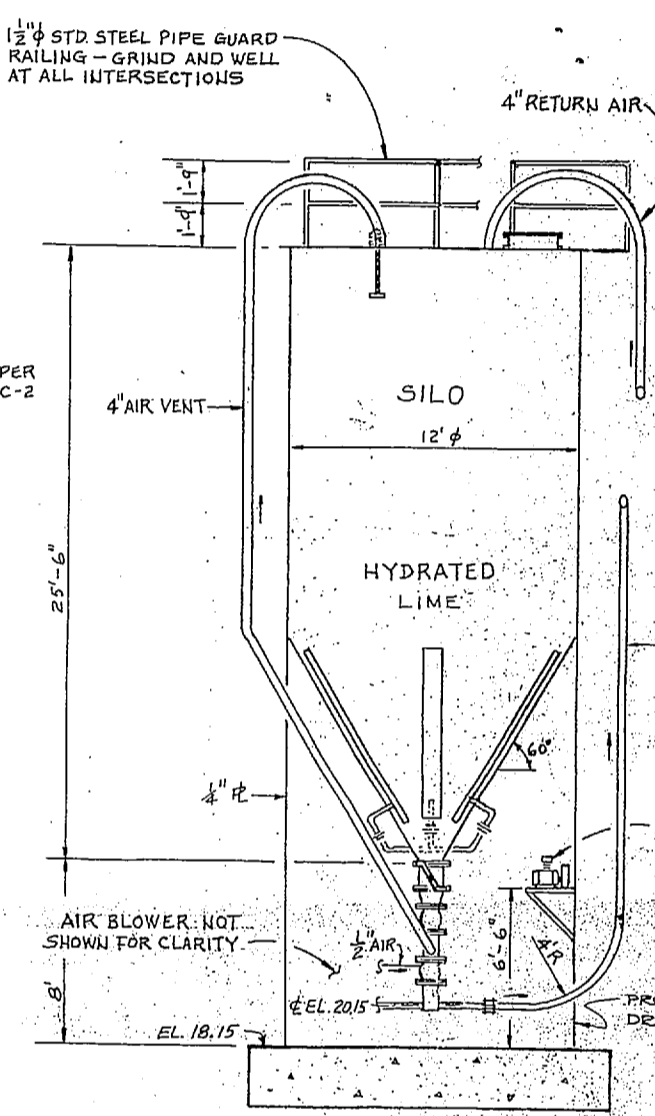 1½"⌀ STD. STEEL PIPE GUARD
RAILING - GRIND AND WELL
AT ALL INTERSECTIONS
4" RETURN AIR
1'-9"
1'-9"
PER
C-2
4" AIR VENT
SILO
12'⌀
25'-6"
HYDRATED
LIME
60°
¼" ℄
AIR BLOWER NOT
SHOWN FOR CLARITY
½" AIR
6'-6"
4'R
8'
℄ EL. 20.15
EL. 18.15